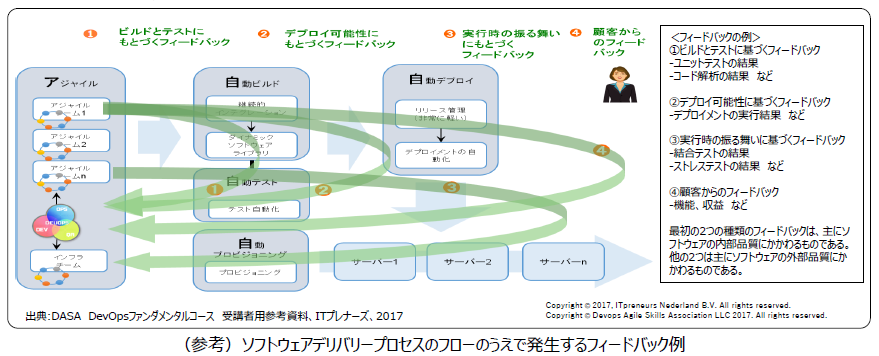 ① ビルドとテストに
もとづくフィードバック
② デプロイ可能性に
もとづくフィードバック
③ 実行時の振る舞い
にもとづく
フィードバック
④ 顧客から
のフィード
バック
アジャイル
アジャイル
チーム1
アジャイル
チーム2
アジャイル
チームn
OPS
DEVOPS
DEV
インフラ
チーム
自動ビルド
継続的
インテグレーション
ダイナミック
ソフトウェア
ライブラリ
自動テスト
テスト自動化
自動
プロビジョニング
プロビジョニング
自動デプロイ
リリース管理
(非常に軽い)
デプロイメントの自
動化
①
②
③
④
サーバー1
サーバー2
サーバーn
<フィードバックの例>
①ビルドとテストに基づくフィードバック
-ユニットテストの結果
-コード解析の結果 など
②デプロイ可能性に基づくフィードバック
-デプロイメントの実行結果 など
③実行時の振る舞いに基づくフィードバック
-結合テストの結果
-ストレステストの結果 など
④顧客からのフィードバック
-機能、収益 など
最初の2つの種類のフィードバックは、主にソ
フトウェアの内部品質にかかわるものである。
他の2つは主にソフトウェアの外部品質にか
かわるものである。
出典:DASA DevOpsファンダメンタルコース 受講者用参考資料、ITプレナーズ、2017
Copyright © 2017, ITpreneurs Nederland B.V. All rights reserved.
Copyright © Devops Agile Skills Association LLC 2017. All rights reserved.
(参考)ソフトウェアデリバリープロセスのフローのうえで発生するフィードバック例